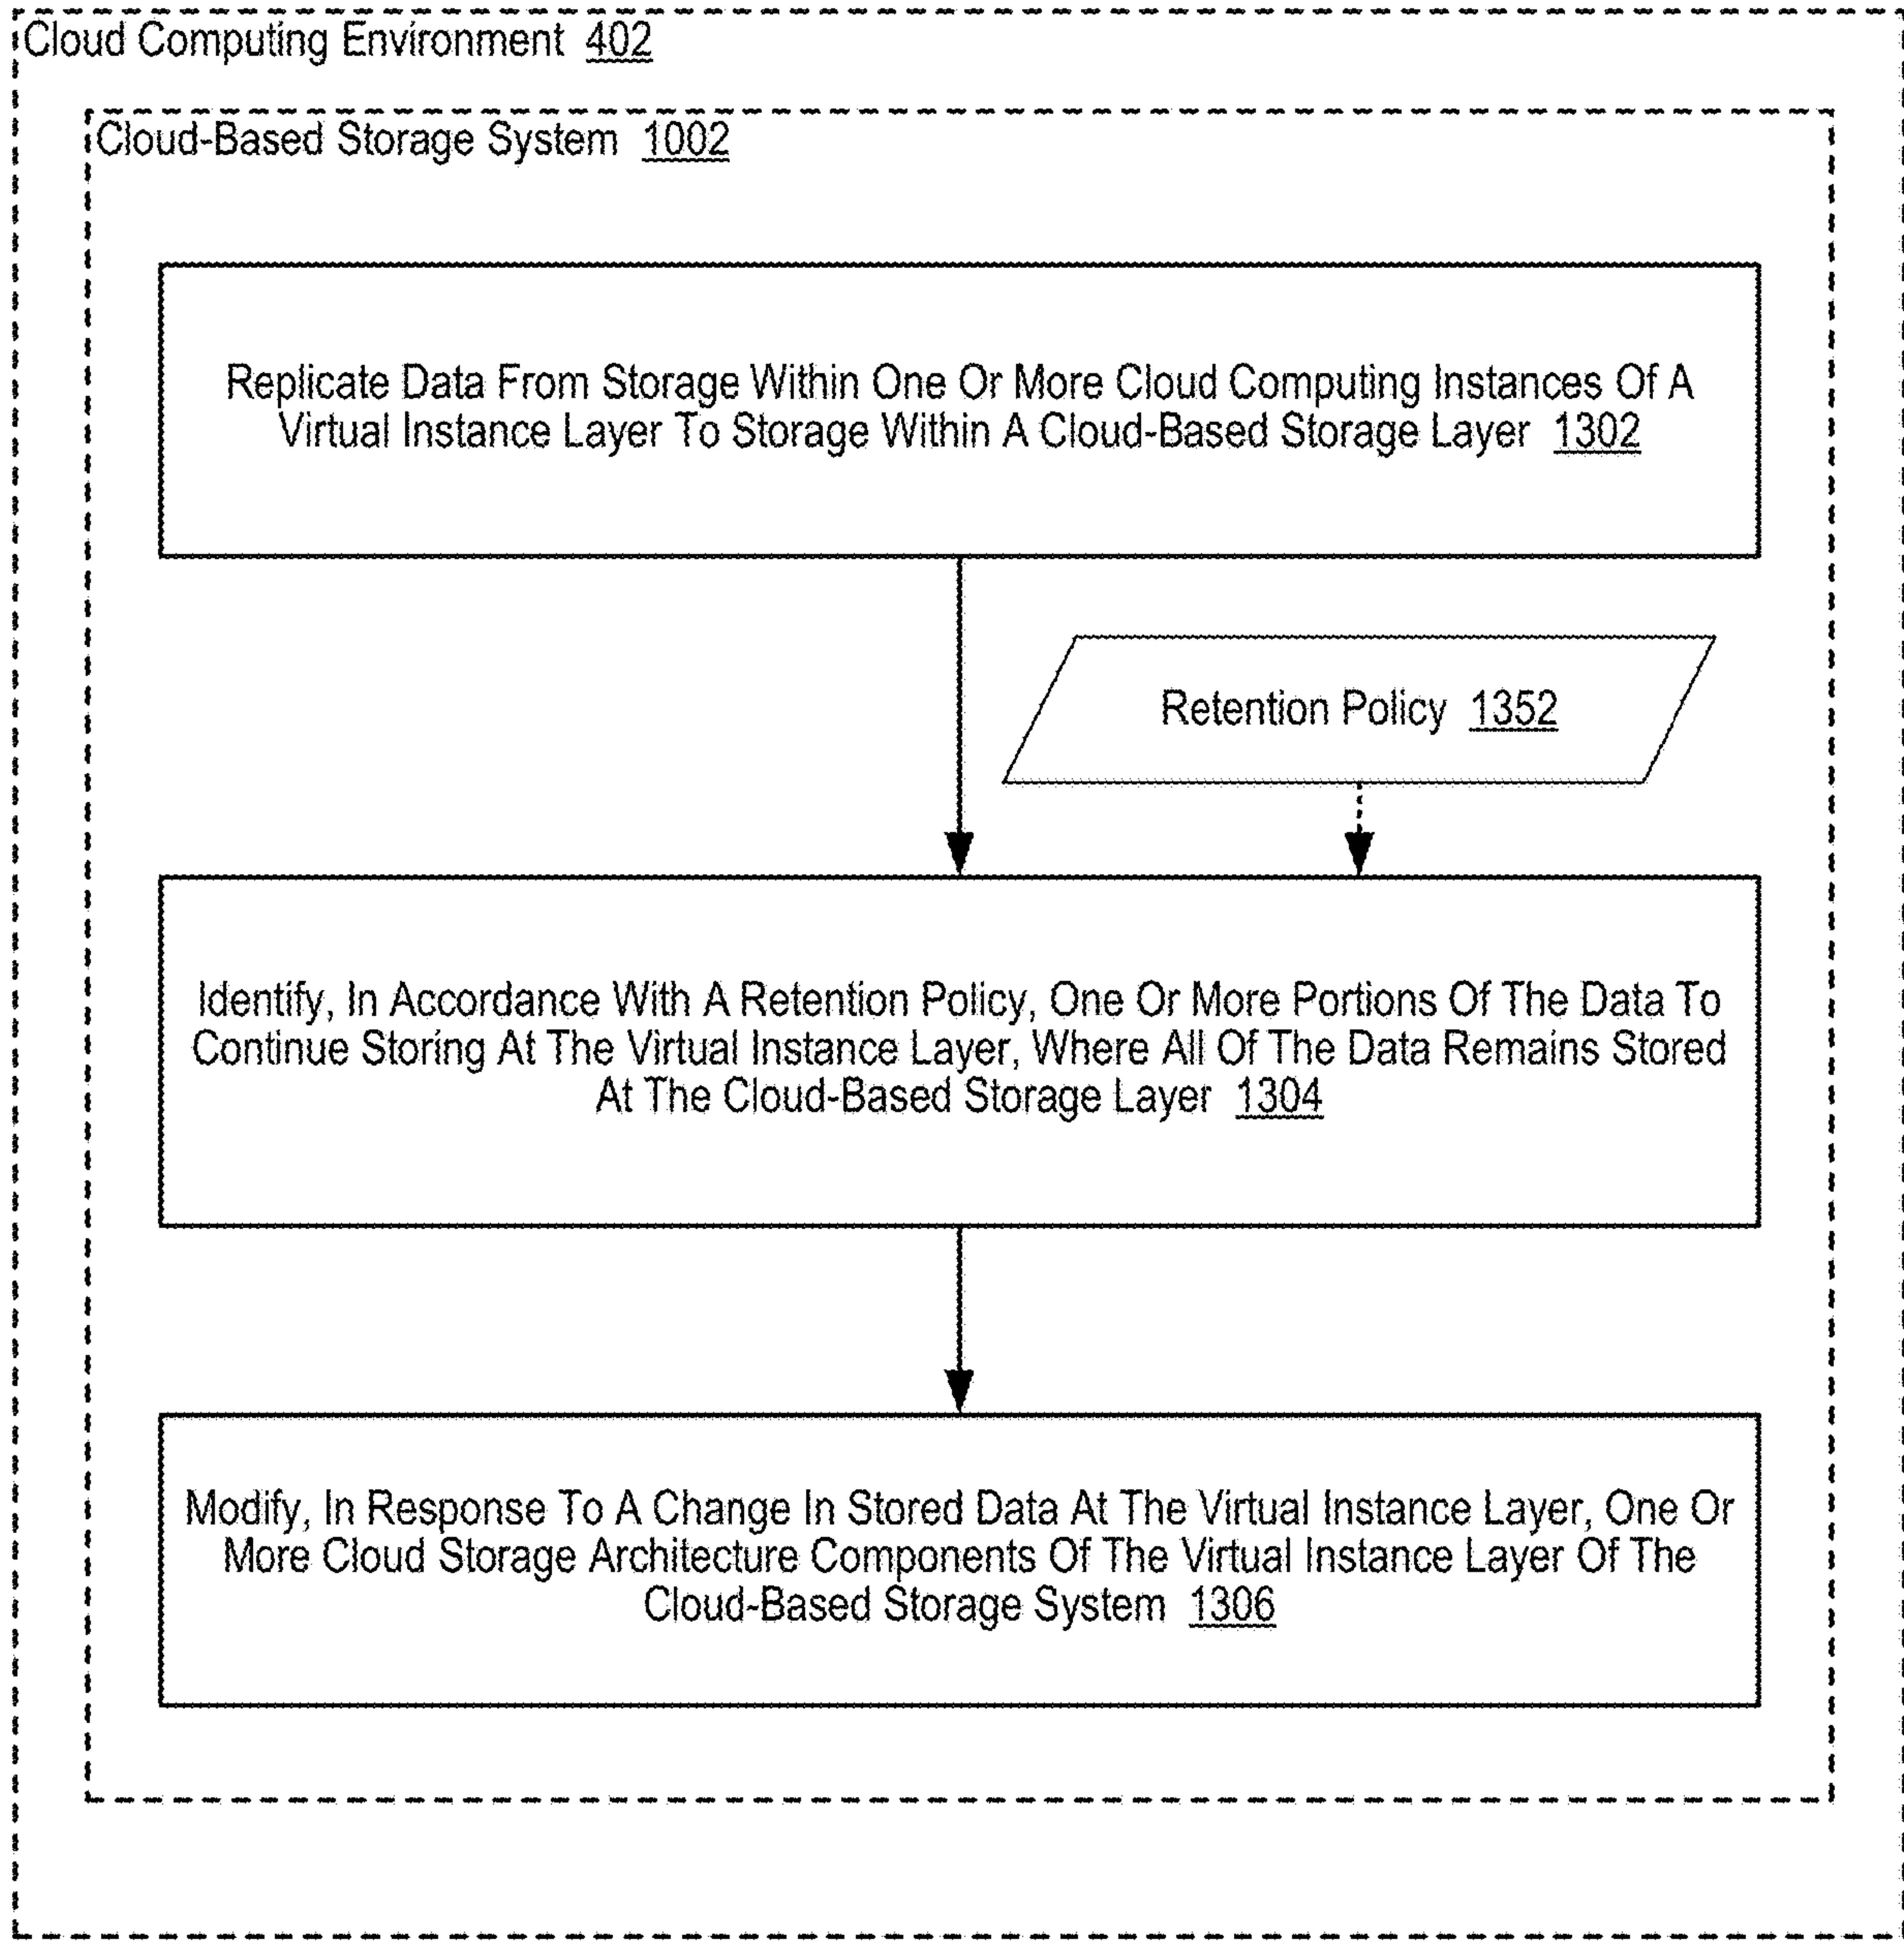 Cloud Computing Environment 402
Cloud-Based Storage System 1002
Replicate Data From Storage Within One Or More Cloud Computing Instances Of A
Virtual Instance Layer To Storage Within A Cloud-Based Storage Layer 1302
Retention Policy 1352
Identify, In Accordance With A Retention Policy, One Or More Portions Of The Data To
Continue Storing At The Virtual Instance Layer, Where All Of The Data Remains Stored
At The Cloud-Based Storage Layer 1304
Modify, In Response To A Change In Stored Data At The Virtual Instance Layer, One Or
More Cloud Storage Architecture Components Of The Virtual Instance Layer Of The
Cloud-Based Storage System 1306